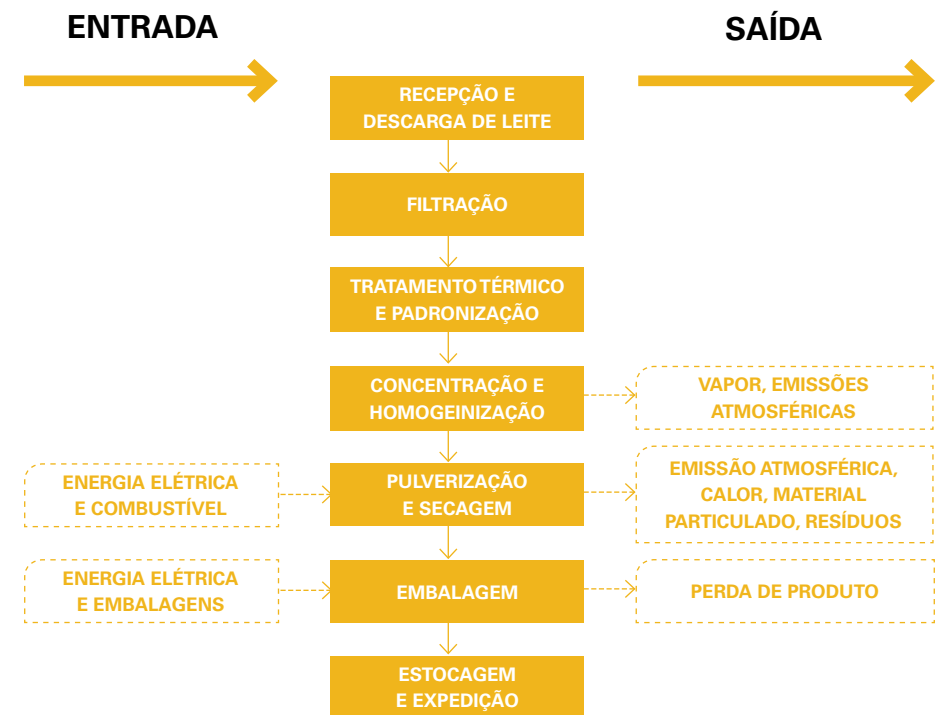 ENTRADA
SAÍDA
RECEPÇÃO E
DESCARGA DE LEITE
FILTRAÇÃO
TRATAMENTO TÉRMICO
E PADRONIZAÇÃO
CONCENTRAÇÃO E
HOMOGEINIZAÇÃO
VAPOR, EMISSÕES
ATMOSFÉRICAS
ENERGIA ELÉTRICA
E COMBUSTÍVEL
PULVERIZAÇÃO
E SECAGEM
EMISSÃO ATMOSFÉRICA,
CALOR, MATERIAL
PARTICULADO, RESÍDUOS
ENERGIA ELÉTRICA
E EMBALAGENS
EMBALAGEM
PERDA DE PRODUTO
ESTOCAGEM
E EXPEDIÇÃO